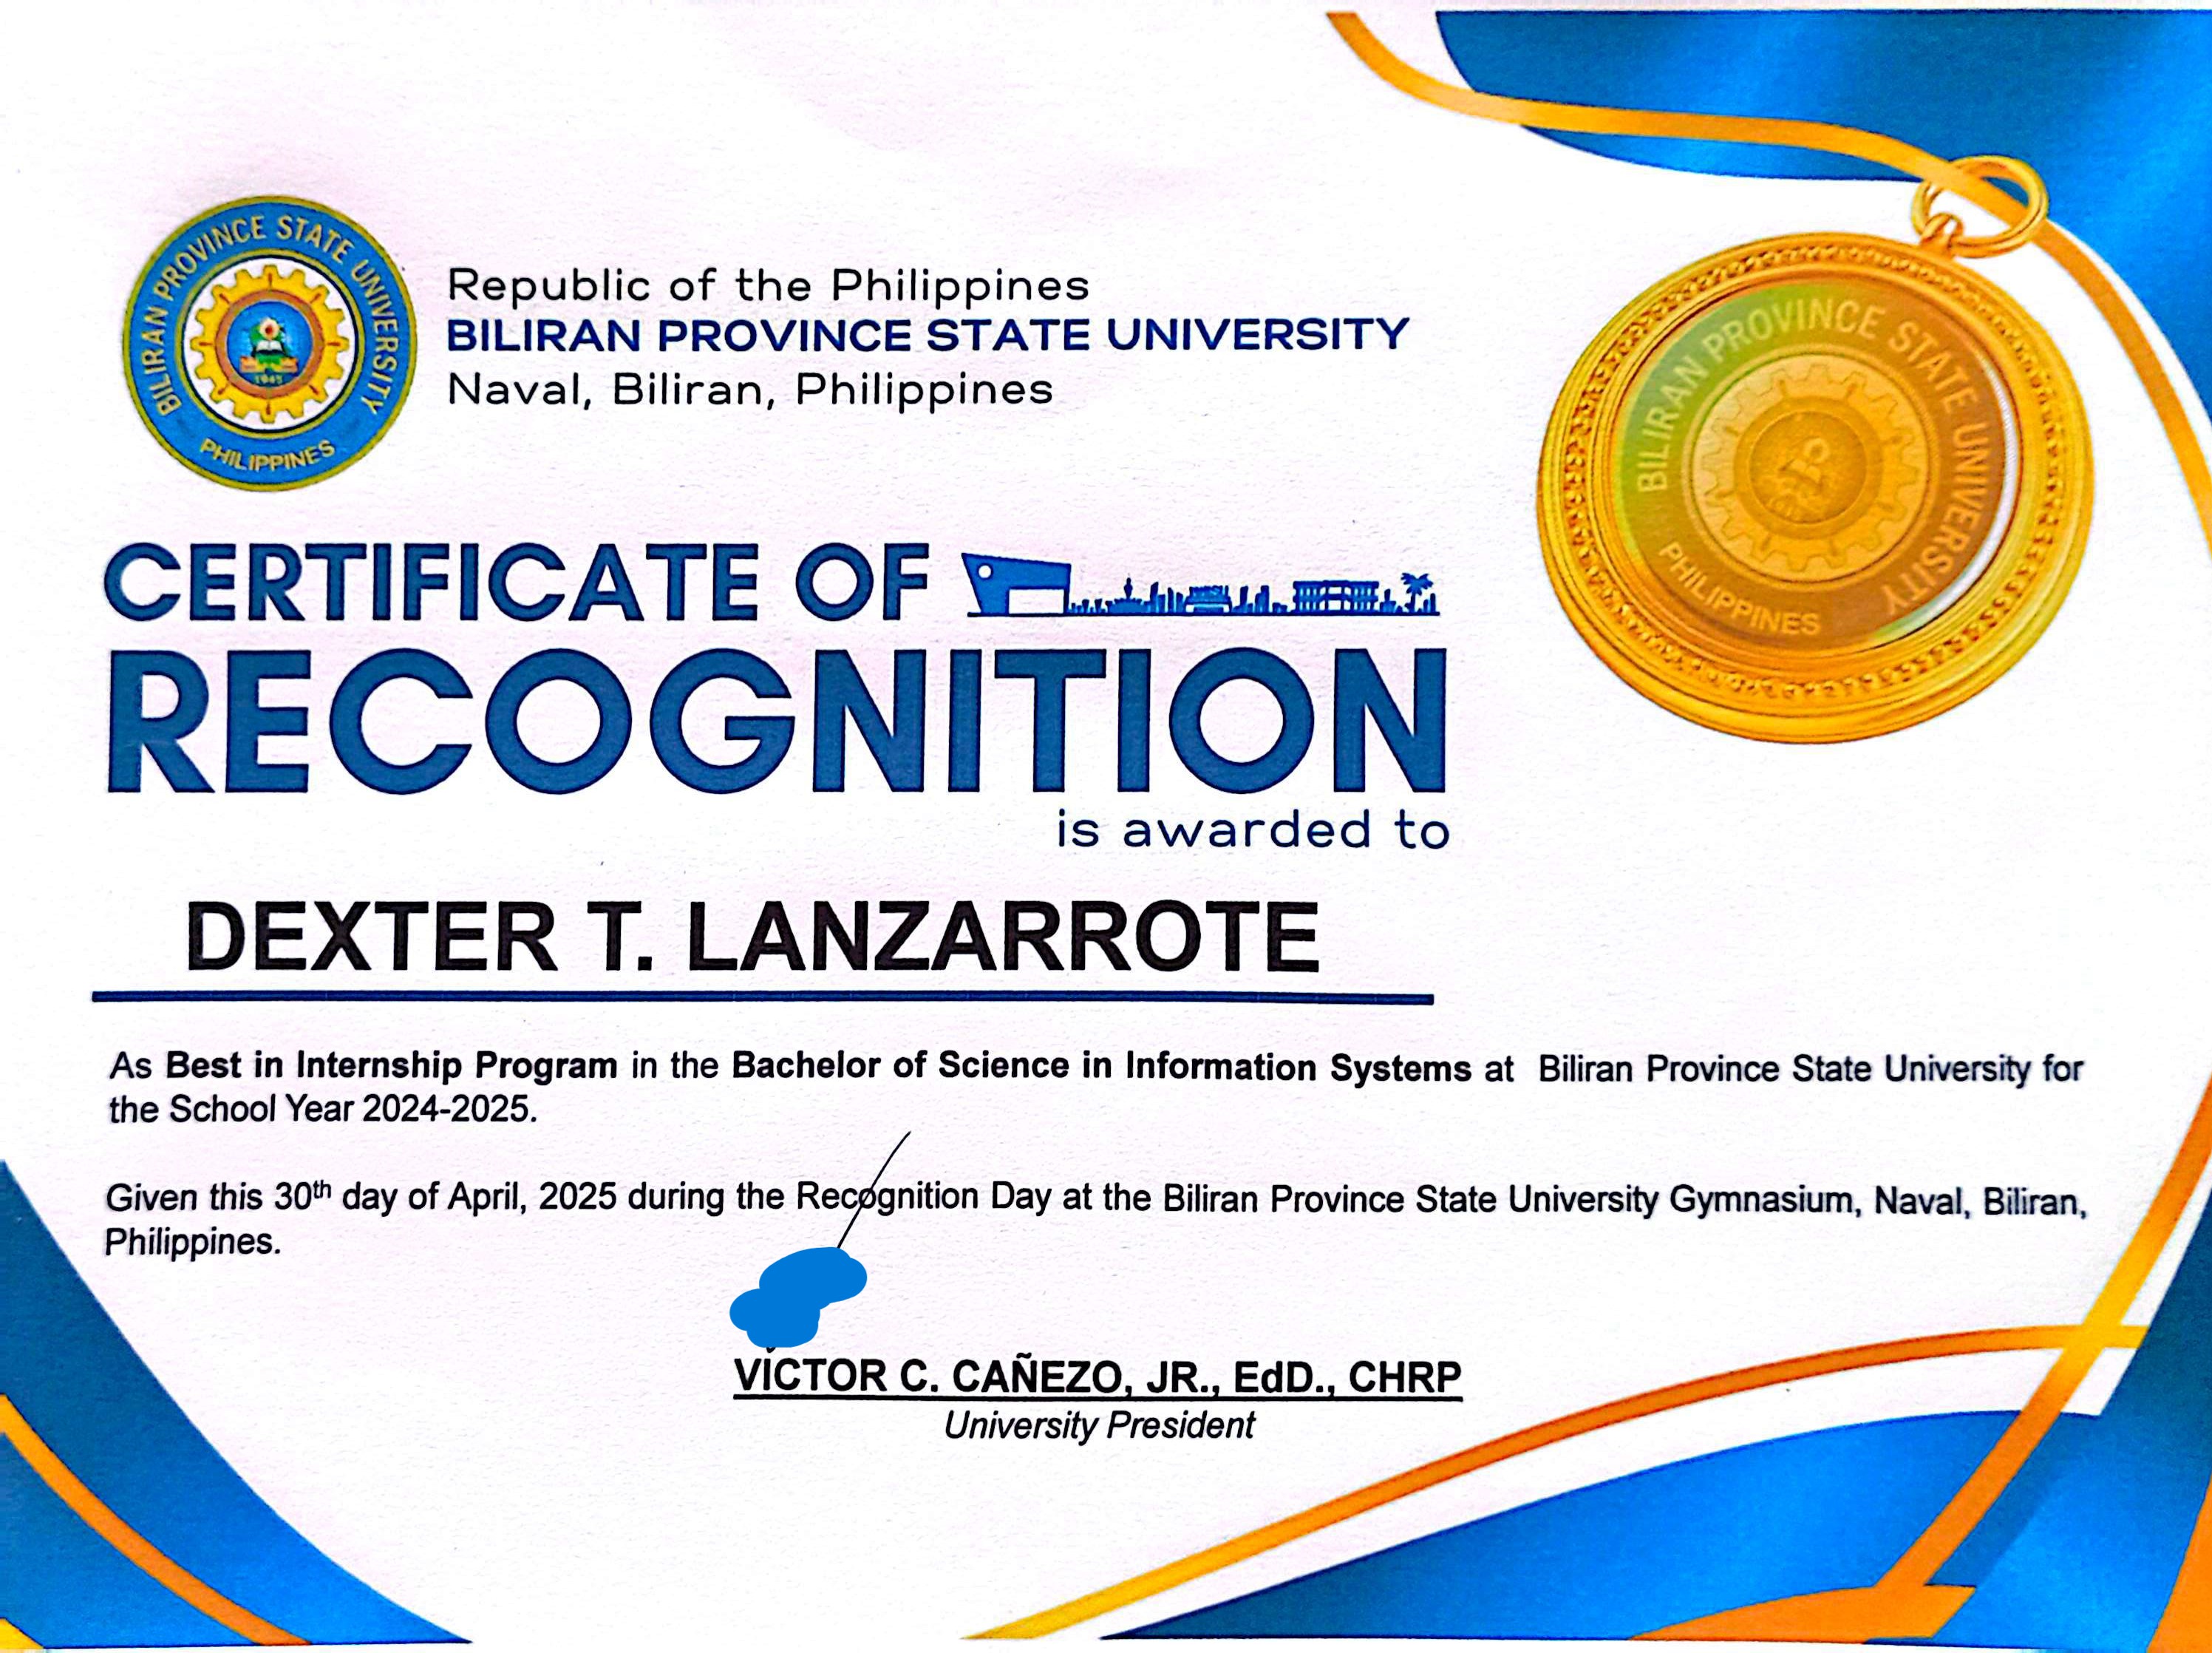 BILIRAN PROVINCE STATE UNIVERSITY
PHILIPPINES
1945
Republic of the Philippines
BILIRAN PROVINCE STATE UNIVERSITY
Naval, Biliran, Philippines
BILIRAN PROVINCE STATE UNIVERSITY
PHILIPPINES
CERTIFICATE OF
RECOGNITION
is awarded to
DEXTER T. LANZARROTE
As Best in Internship Program in the Bachelor of Science in Information Systems at Biliran Province State University for
the School Year 2024-2025.
Given this 30th day of April, 2025 during the Recognition Day at the Biliran Province State University Gymnasium, Naval, Biliran,
Philippines.
VICTOR C. CAÑEZO, JR., EdD., CHRP
University President